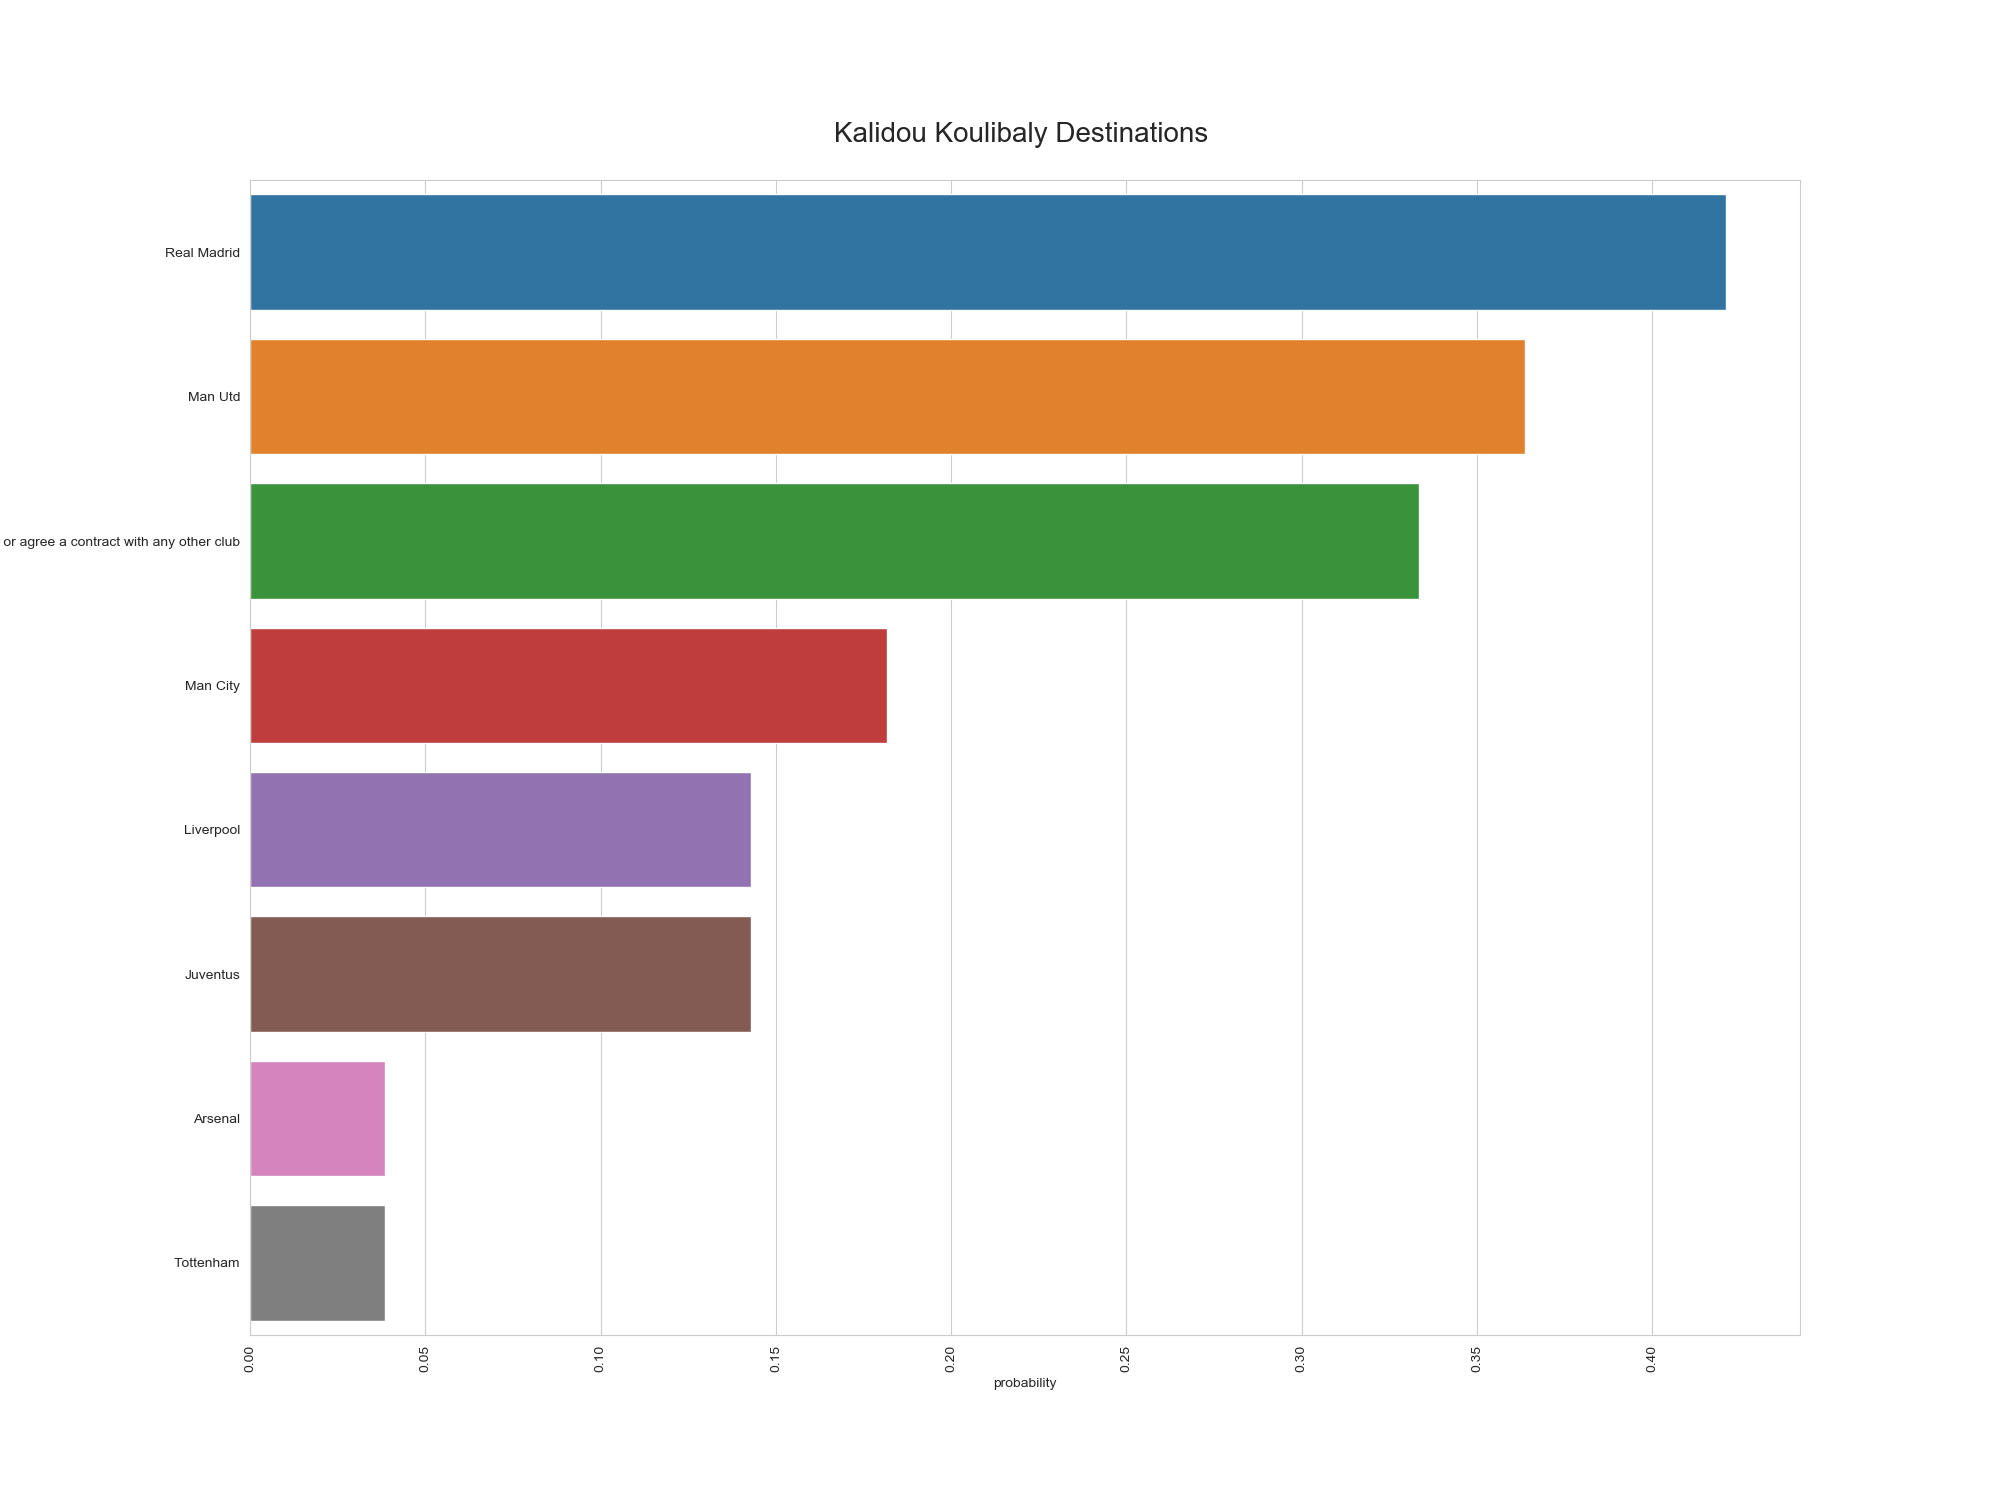 Kalidou Koulibaly Destinations
Real Madrid
Man Utd
or agree a contract with any other club
Man City
Liverpool
Juventus
Arsenal
Tottenham
0.00 0.05 0.10 0.15 0.20 0.25 0.30 0.35 0.40
probability